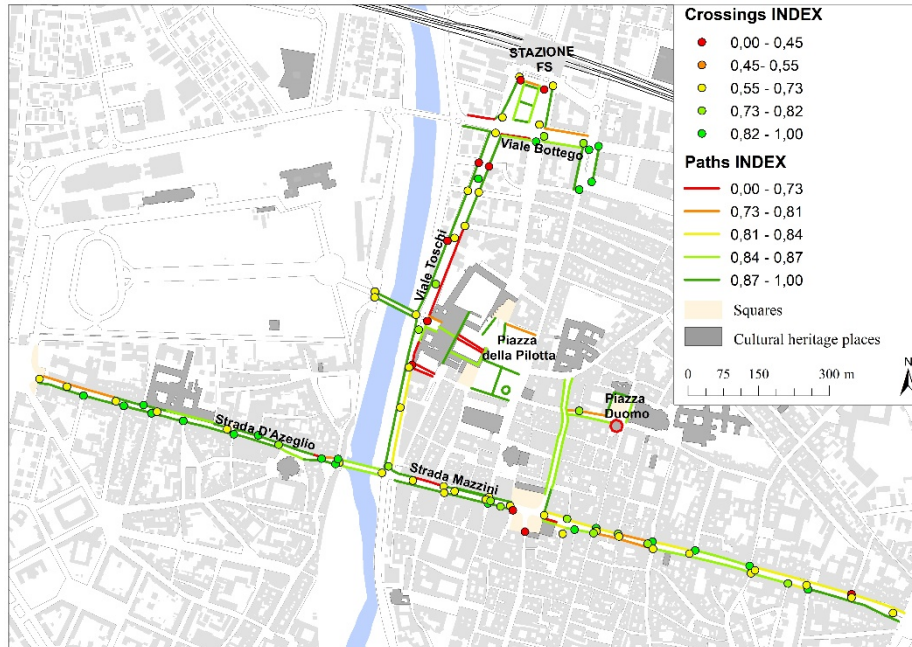 Crossings INDEX
0,00 - 0,45
0,45- 0,55
0,55 - 0,73
0,73 - 0,82
0,82 - 1,00
Paths INDEX
0,00 - 0,73
0,73 - 0,81
0,81 - 0,84
0,84 - 0,87
0,87 - 1,00
Squares
Cultural heritage places
N
0 75 150 300 m
STAZIONE
FS
Viale Bottego
Viale Toschi
Piazza
della Pilotta
Piazza
Duomo
Strada D'Azeglio
Strada Mazzini